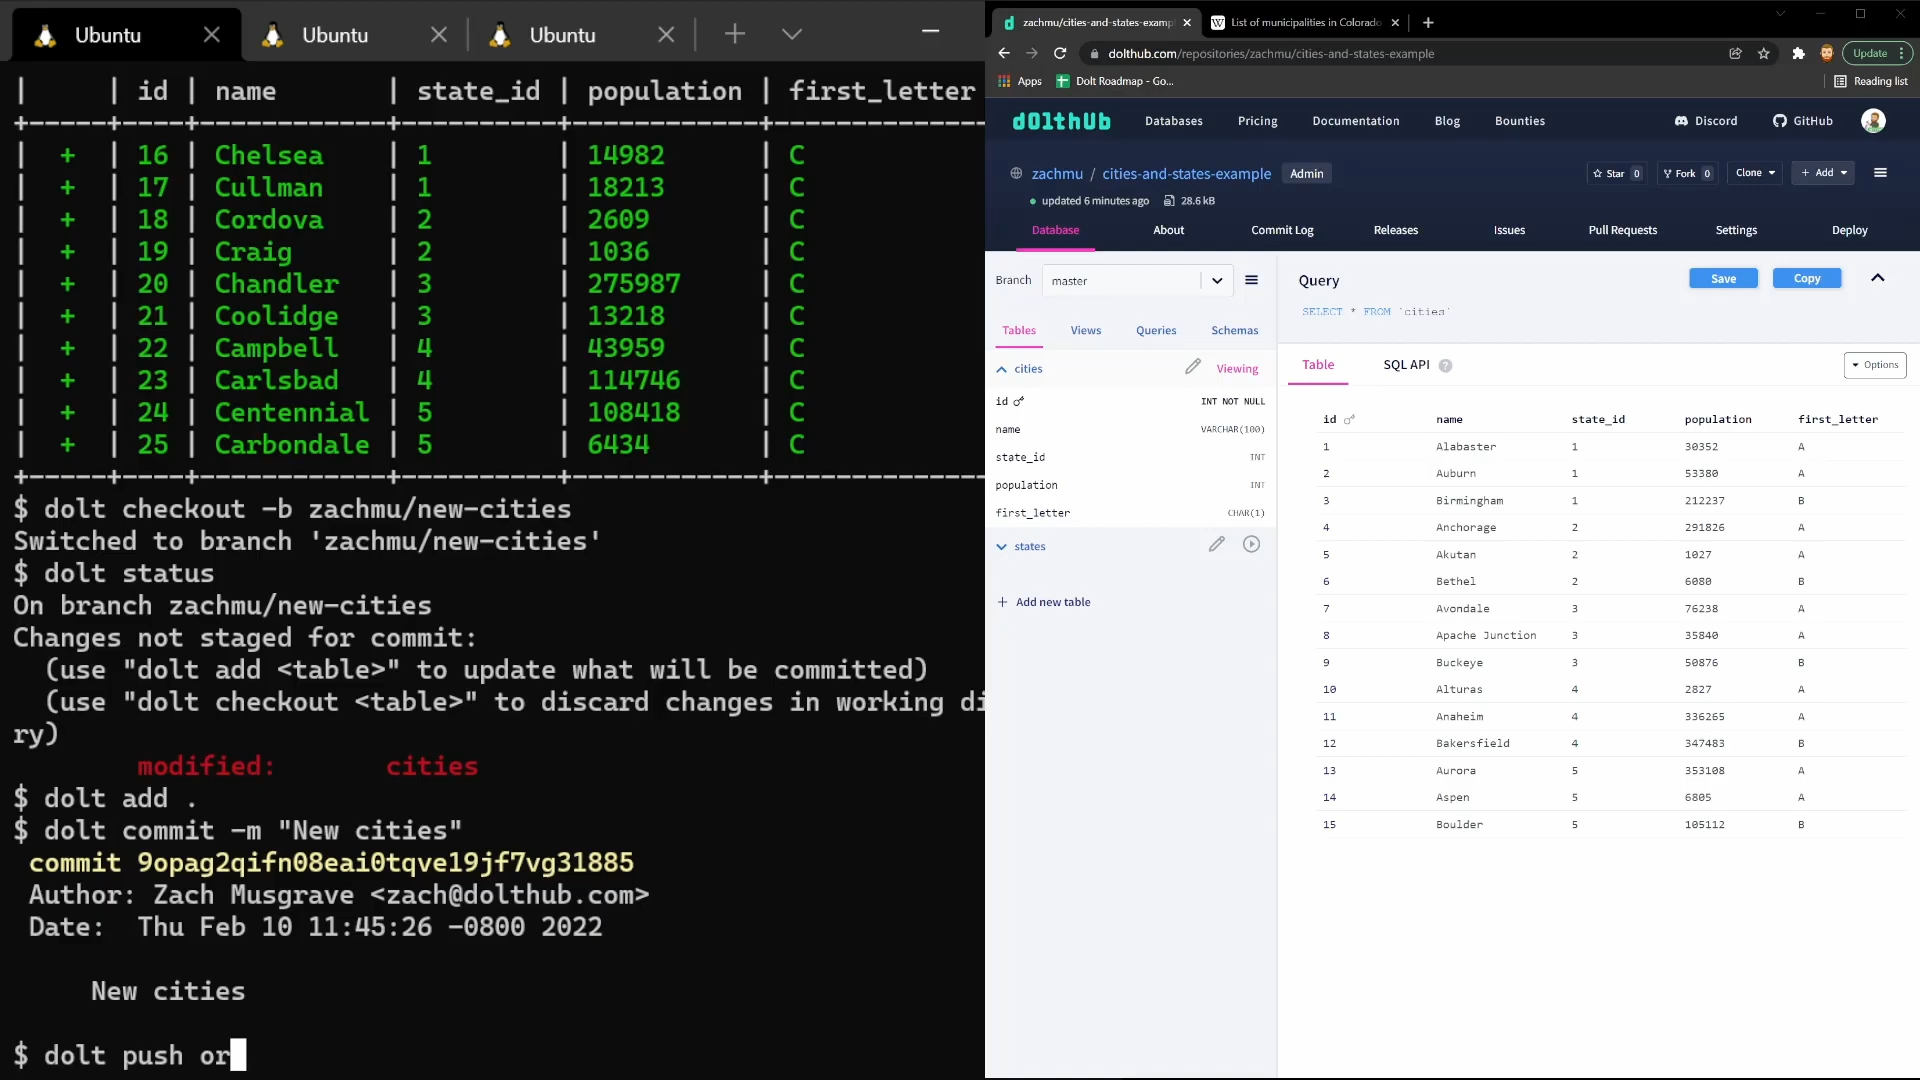 Ubuntu
Ubuntu
Ubuntu
| | id | name | state_id | population | first_letter
+-----+----+------------+----------+------------+-------------
| + | 16 | Chelsea | 1 | 14982 | C
| + | 17 | Cullman | 1 | 18213 | C
| + | 18 | Cordova | 2 | 2609 | C
| + | 19 | Craig | 2 | 1036 | C
| + | 20 | Chandler | 3 | 275987 | C
| + | 21 | Coolidge | 3 | 13218 | C
| + | 22 | Campbell | 4 | 43959 | C
| + | 23 | Carlsbad | 4 | 114746 | C
| + | 24 | Centennial | 5 | 108418 | C
| + | 25 | Carbondale | 5 | 6434 | C
+-----+----+------------+----------+------------+-------------
$ dolt checkout -b zachmu/new-cities
Switched to branch 'zachmu/new-cities'
$ dolt status
On branch zachmu/new-cities
Changes not staged for commit:
(use "dolt add <table>" to update what will be committed)
(use "dolt checkout <table>" to discard changes in working di
ry)
modified: cities
$ dolt add .
$ dolt commit -m "New cities"
commit 9opag2qifn08eai0tqve19jf7vg31885
Author: Zach Musgrave <zach@dolthub.com>
Date: Thu Feb 10 11:45:26 -0800 2022
New cities
$ dolt push or
zachmu/cities-and-states-examp
W List of municipalities in Colorado
dolthub.com/repositories/zachmu/cities-and-states-example
Update
Apps Dolt Roadmap - Go...
Reading list
dolthub Databases Pricing Documentation Blog Bounties Discord GitHub
zachmu / cities-and-states-example Admin
Star 0 Fork 0 Clone + Add
updated 6 minutes ago 28.6 kB
Database About Commit Log Releases Issues Pull Requests Settings Deploy
Branch master
Tables Views Queries Schemas
cities Viewing
id INT NOT NULL
name VARCHAR(100)
state_id INT
population INT
first_letter CHAR(1)
states
+ Add new table
Query Save Copy
SELECT * FROM `cities`
Table SQL API ? Options
id name state_id population first_letter
1 Alabaster 1 30352 A
2 Auburn 1 53380 A
3 Birmingham 1 212237 B
4 Anchorage 2 291826 A
5 Akutan 2 1027 A
6 Bethel 2 6080 B
7 Avondale 3 76238 A
8 Apache Junction 3 35840 A
9 Buckeye 3 50876 B
10 Alturas 4 2827 A
11 Anaheim 4 336265 A
12 Bakersfield 4 347483 B
13 Aurora 5 353108 A
14 Aspen 5 6805 A
15 Boulder 5 105112 B